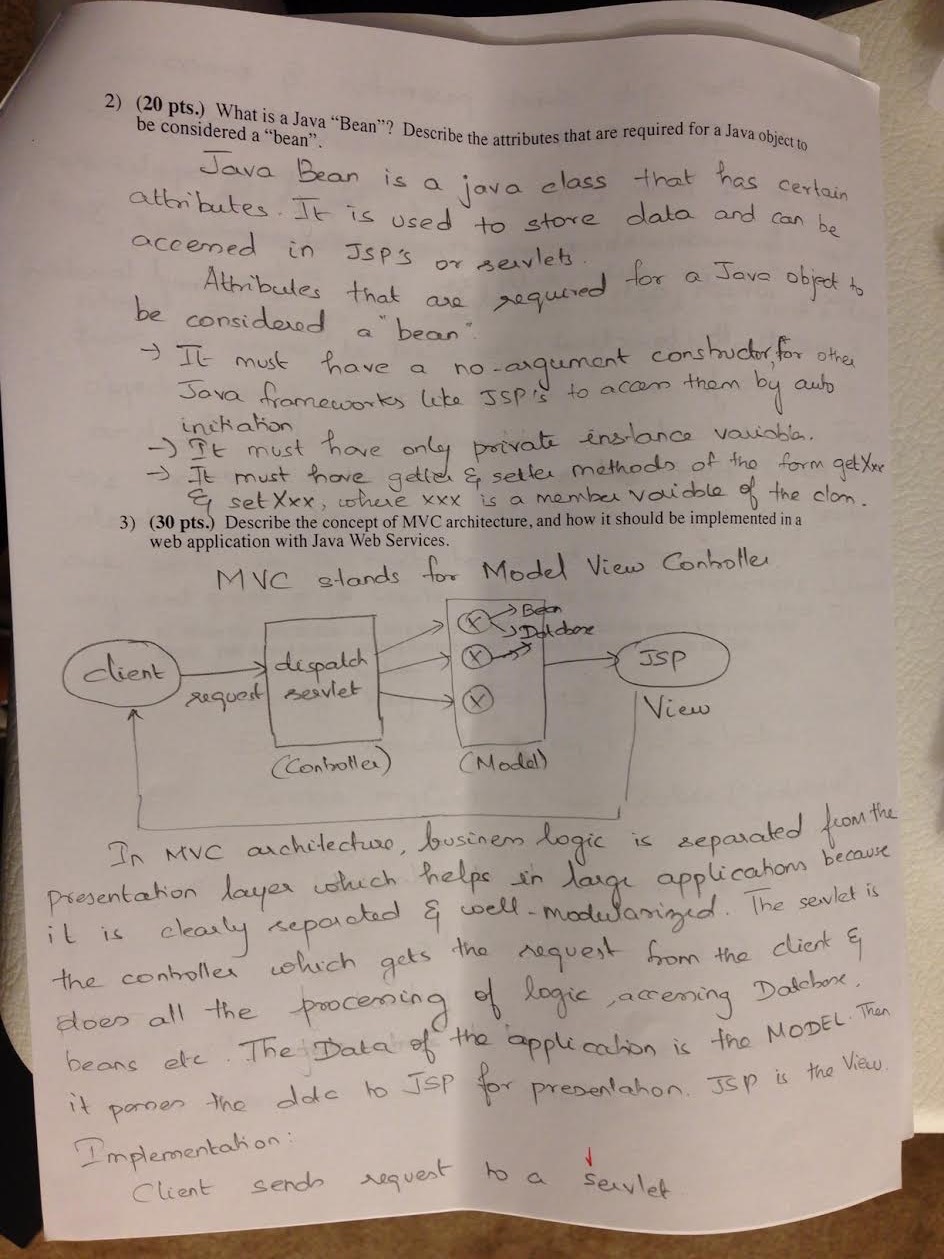 2) (20 pts.) What is a Java “Bean”? Describe the attributes that are required for a Java object to
be considered a “bean”.
Java Bean is a java class that has certain
attributes. It is used to store data and can be
accessed in JSP's or servlets.
Attributes that are required for a Java object to
be considered a "bean".
→ It must have a no-argument constructor, for other
Java frameworks like JSP's to access them by auto
initiation
→ It must have only private instance variables.
→ It must have getter & setter methods of the form getXxx
& setXxx, where xxx is a member variable of the class.
3) (30 pts.) Describe the concept of MVC architecture, and how it should be implemented in a
web application with Java Web Services.
MVC stands for Model View Controller
client
request
dispatch
servlet
(Controller)
X
Bean
Database
X
X
(Model)
JSP
View
In MVC architecture, business logic is separated from the
presentation layer which helps in large applications because
it is clearly separated & well-modularized. The servlet is
the controller which gets the request from the client &
does all the processing of logic, accessing Database,
beans etc. The Data of the application is the MODEL. Then
it passes the data to JSP for presentation. JSP is the View.
Implementation:
Client sends request to a servlet